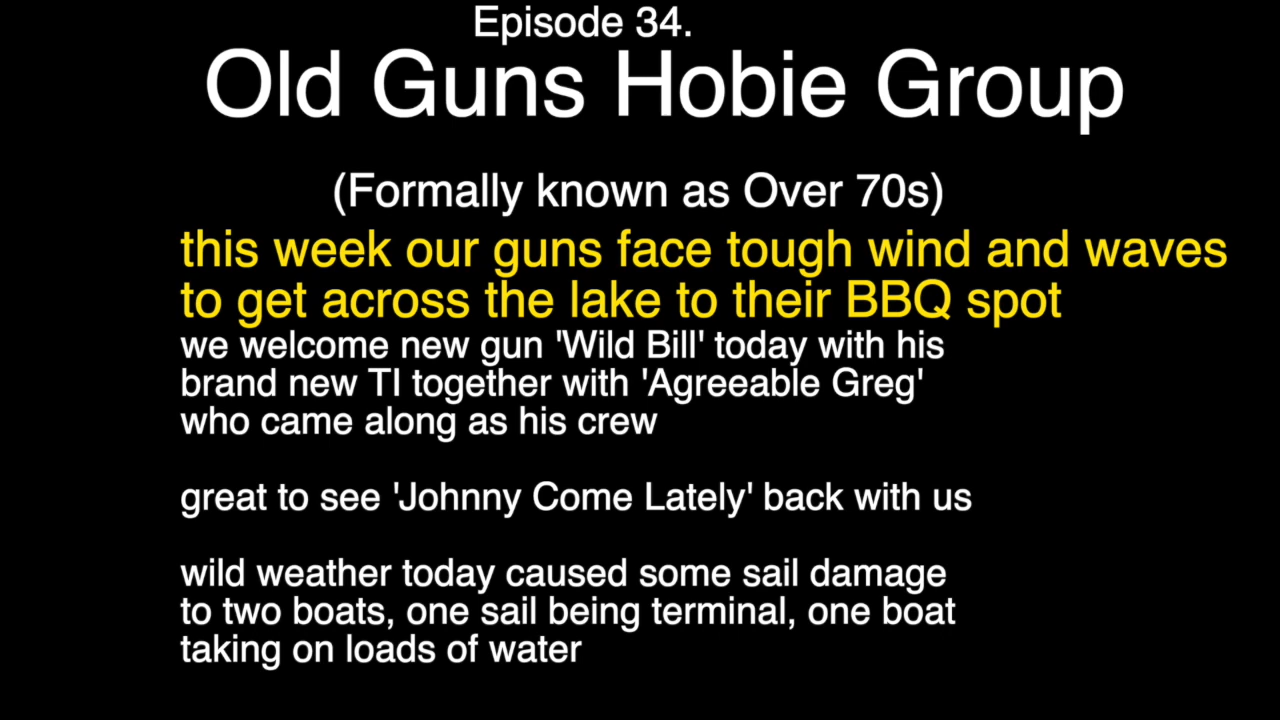 Episode 34.
Old Guns Hobie Group
(Formally known as Over 70s)
this week our guns face tough wind and waves
to get across the lake to their BBQ spot
we welcome new gun 'Wild Bill' today with his
brand new TI together with 'Agreeable Greg'
who came along as his crew
great to see 'Johnny Come Lately' back with us
wild weather today caused some sail damage
to two boats, one sail being terminal, one boat
taking on loads of water